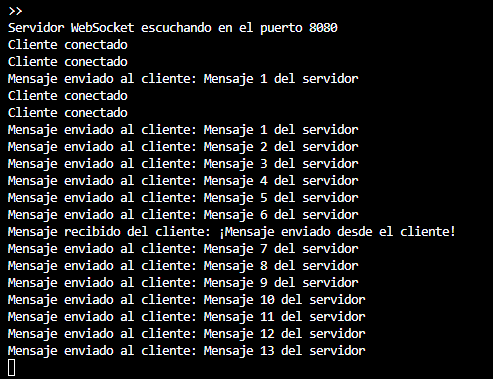 >>
Servidor WebSocket escuchando en el puerto 8080
Cliente conectado
Cliente conectado
Mensaje enviado al cliente: Mensaje 1 del servidor
Cliente conectado
Cliente conectado
Mensaje enviado al cliente: Mensaje 1 del servidor
Mensaje enviado al cliente: Mensaje 2 del servidor
Mensaje enviado al cliente: Mensaje 3 del servidor
Mensaje enviado al cliente: Mensaje 4 del servidor
Mensaje enviado al cliente: Mensaje 5 del servidor
Mensaje enviado al cliente: Mensaje 6 del servidor
Mensaje recibido del cliente: ¡Mensaje enviado desde el cliente!
Mensaje enviado al cliente: Mensaje 7 del servidor
Mensaje enviado al cliente: Mensaje 8 del servidor
Mensaje enviado al cliente: Mensaje 9 del servidor
Mensaje enviado al cliente: Mensaje 10 del servidor
Mensaje enviado al cliente: Mensaje 11 del servidor
Mensaje enviado al cliente: Mensaje 12 del servidor
Mensaje enviado al cliente: Mensaje 13 del servidor